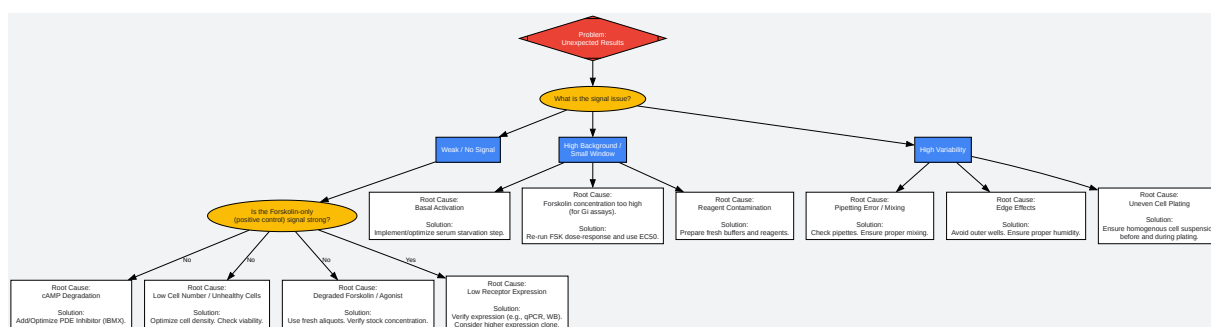 Problem:
Unexpected Results
What is the signal issue?
Weak / No Signal
High Background /
Small Window
High Variability
Is the Forskolin-only
(positive control) signal strong?
Root Cause:
Basal Activation
Solution:
Implement/optimize serum starvation step.
Root Cause:
Forskolin concentration too high
(for Gi assays).
Solution:
Re-run FSK dose-response and use EC50.
Root Cause:
Reagent Contamination
Solution:
Prepare fresh buffers and reagents.
Root Cause:
Pipetting Error / Mixing
Solution:
Check pipettes. Ensure proper mixing.
Root Cause:
Edge Effects
Solution:
Avoid outer wells. Ensure proper humidity.
Root Cause:
Uneven Cell Plating
Solution:
Ensure homogenous cell suspensio
before and during plating.
No
No
No
Yes
Root Cause:
cAMP Degradation
Solution:
Add/Optimize PDE Inhibitor (IBMX).
Root Cause:
Low Cell Number / Unhealthy Cells
Solution:
Optimize cell density. Check viability.
Root Cause:
Degraded Forskolin / Agonist
Solution:
Use fresh aliquots. Verify stock concentration.
Root Cause:
Low Receptor Expression
Solution:
Verify expression (e.g., qPCR, WB).
Consider higher expression clone.